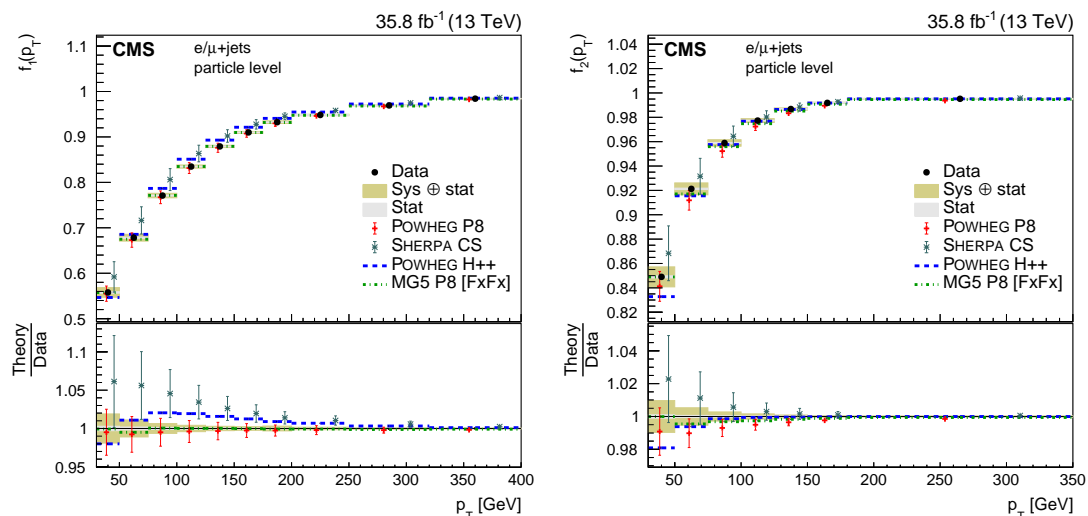 35.8 fb⁻¹ (13 TeV)
f₁(p_T)
CMS
e/μ+jets
particle level
1.1
1
0.9
0.8
0.7
0.6
0.5
Data
Sys ⊕ stat
Stat
POWHEG P8
SHERPA CS
POWHEG H++
MG5 P8 [FxFx]
Theory
Data
1.1
1.05
1
0.95
50 100 150 200 250 300 350 400
p_T [GeV]
35.8 fb⁻¹ (13 TeV)
f₂(p_T)
CMS
e/μ+jets
particle level
1.04
1.02
1
0.98
0.96
0.94
0.92
0.9
0.88
0.86
0.84
0.82
Data
Sys ⊕ stat
Stat
POWHEG P8
SHERPA CS
POWHEG H++
MG5 P8 [FxFx]
Theory
Data
1.04
1.02
1
0.98
50 100 150 200 250 300 350
p_T [GeV]